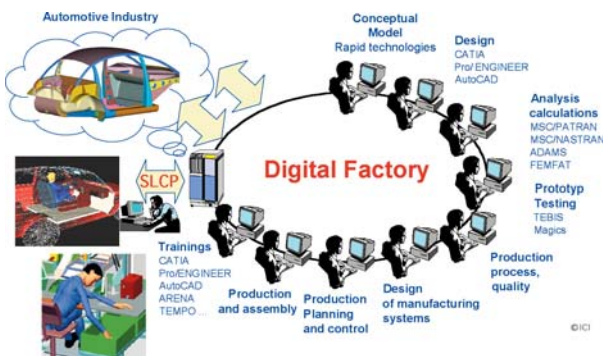 Automotive Industry
Conceptual
Model
Rapid technologies
Design
CATIA
Pro/ENGINEER
AutoCAD
Analysis
calculations
MSC/PATRAN
MSC/NASTRAN
ADAMS
FEMFAT
SLCP
Digital Factory
Prototyp
Testing
TEBIS
Magics
Trainings
CATIA
Pro/ENGINEER
AutoCAD
ARENA
TEMPO ...
Production
and assembly
Production
Planning
and control
Design
of manufacturing
systems
Production
process,
quality
©ICI